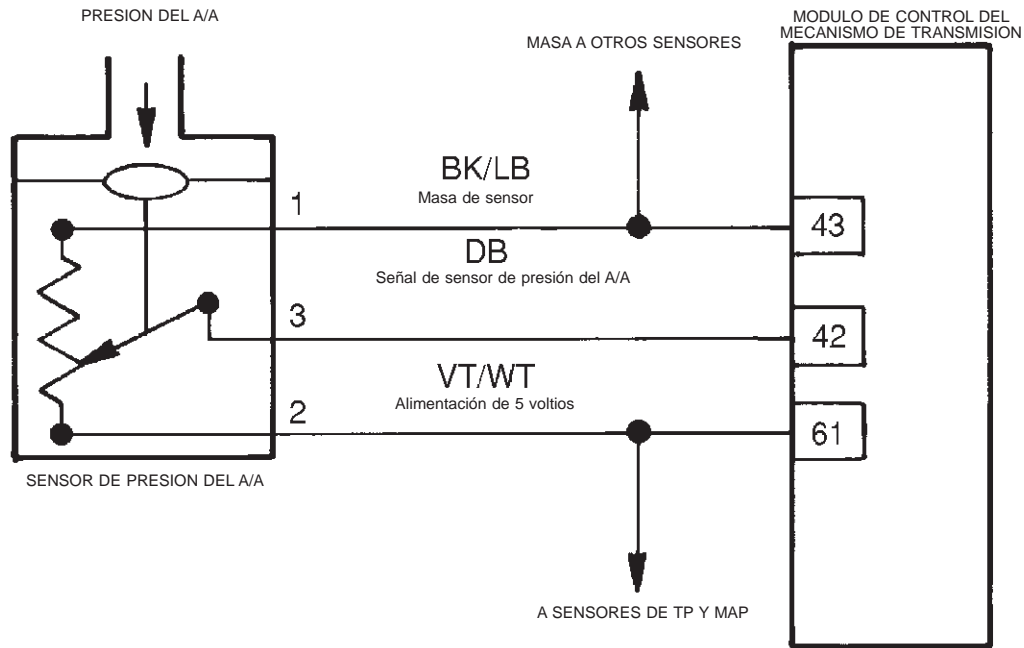 PRESION DEL A/A
MODULO DE CONTROL DEL
MECANISMO DE TRANSMISION
MASA A OTROS SENSORES
BK/LB
Masa de sensor
1
43
DB
Señal de sensor de presión del A/A
3
42
VT/WT
Alimentación de 5 voltios
2
61
SENSOR DE PRESION DEL A/A
A SENSORES DE TP Y MAP